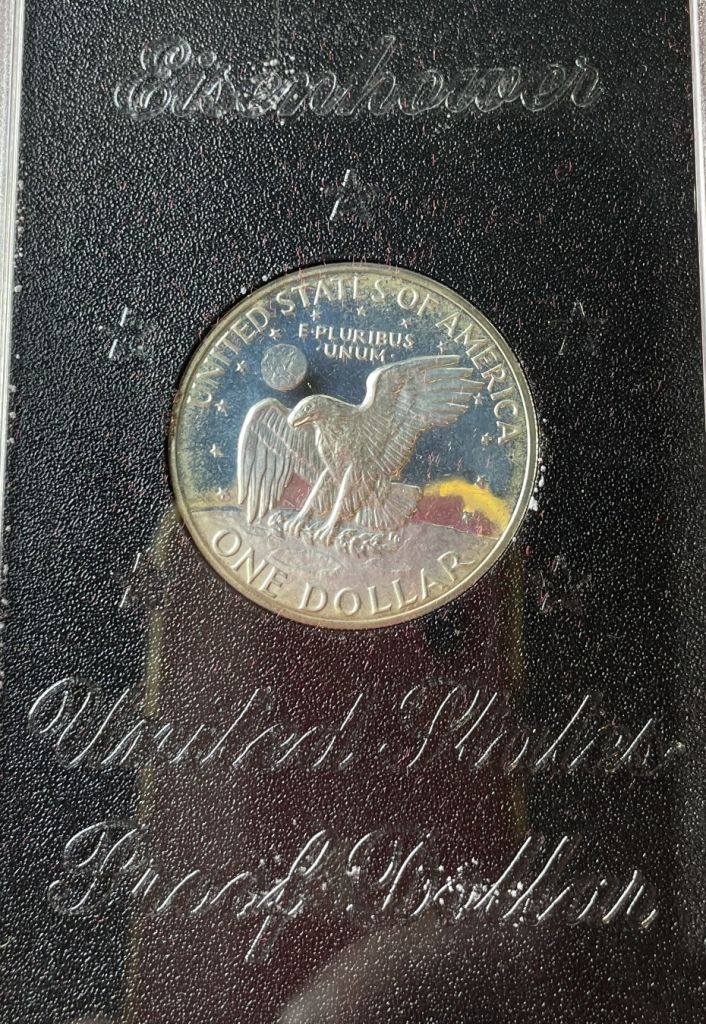 Eisenhower
UNITED STATES OF AMERICA
E·PLURIBUS
·UNUM·
ONE DOLLAR
United States
Proof Dollar